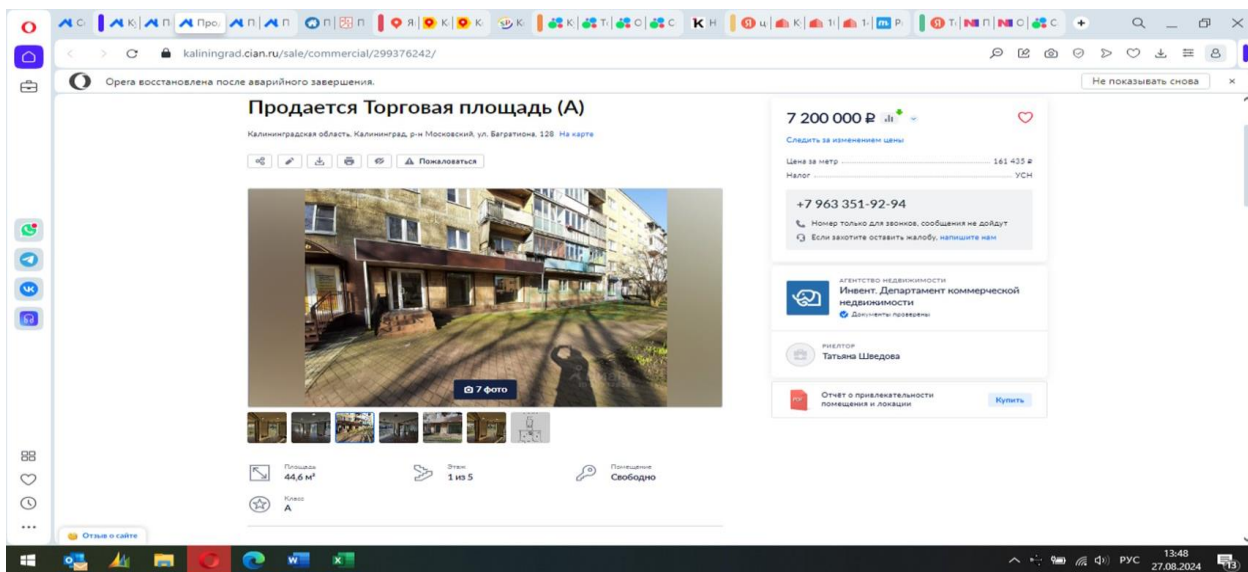 kaliningrad.cian.ru/sale/commercial/299376242/
Opera восстановлена после аварийного завершения.
Не показывать снова
Продается Торговая площадь (А)
Калининградская область, Калининград, р-н Московский, ул. Багратиона, 128 На карте
Пожаловаться
7 фото
Площадь
44,6 м²
Этаж
1 из 5
Помещение
Свободно
Класс
А
7 200 000 ₽
Следить за изменением цены
Цена за метр 161 435 ₽
Налог УСН
+7 963 351-92-94
Номер только для звонков, сообщения не дойдут
Если захотите оставить жалобу, напишите нам
АГЕНТСТВО НЕДВИЖИМОСТИ
Инвент. Департамент коммерческой
недвижимости
Документы проверены
РИЕЛТОР
Татьяна Шведова
Отчёт о привлекательности
помещения и локации
Купить
Отзыв о сайте
РУС
13:48
27.08.2024